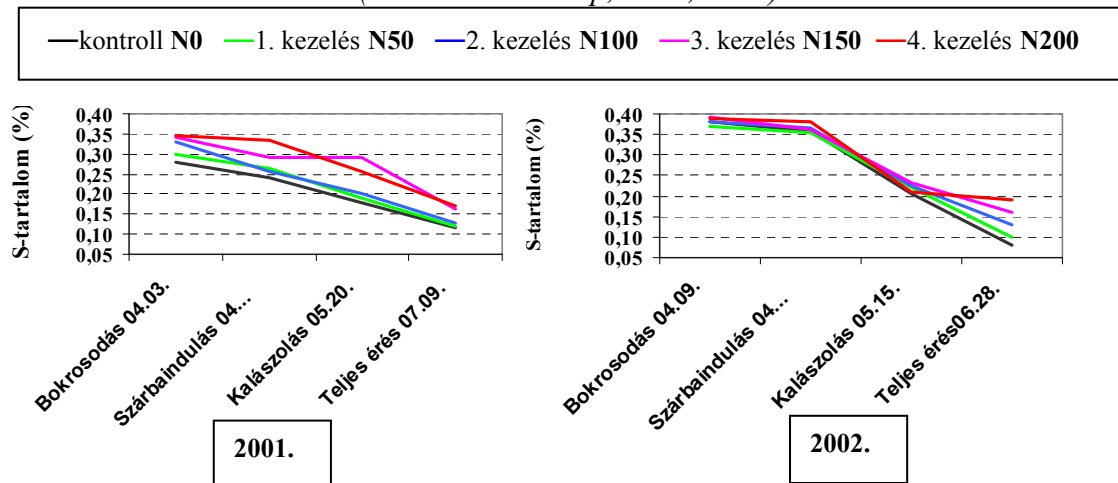 kontroll N0 1. kezelés N50 2. kezelés N100 3. kezelés N150 4. kezelés N200
S-tartalom (%)
0,40
0,35
0,30
0,25
0,20
0,15
0,10
0,05
Bokrosodás 04.03.
Szárbaindulás 04...
Kalászolás 05.20.
Teljes érés 07.09.
2001.
S-tartalom (%)
0,40
0,35
0,30
0,25
0,20
0,15
0,10
0,05
Bokrosodás 04.09.
Szárbaindulás 04...
Kalászolás 05.15.
Teljes érés06.28.
2002.